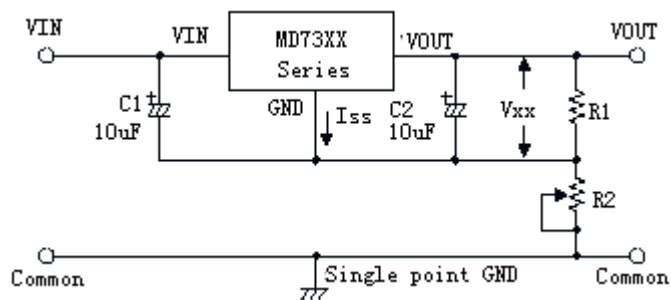 VIN
VIN
MD73XX
Series
VOUT
VOUT
GND
C1
10uF
Iss
C2
10uF
Vxx
R1
R2
Common
Single point GND
Common